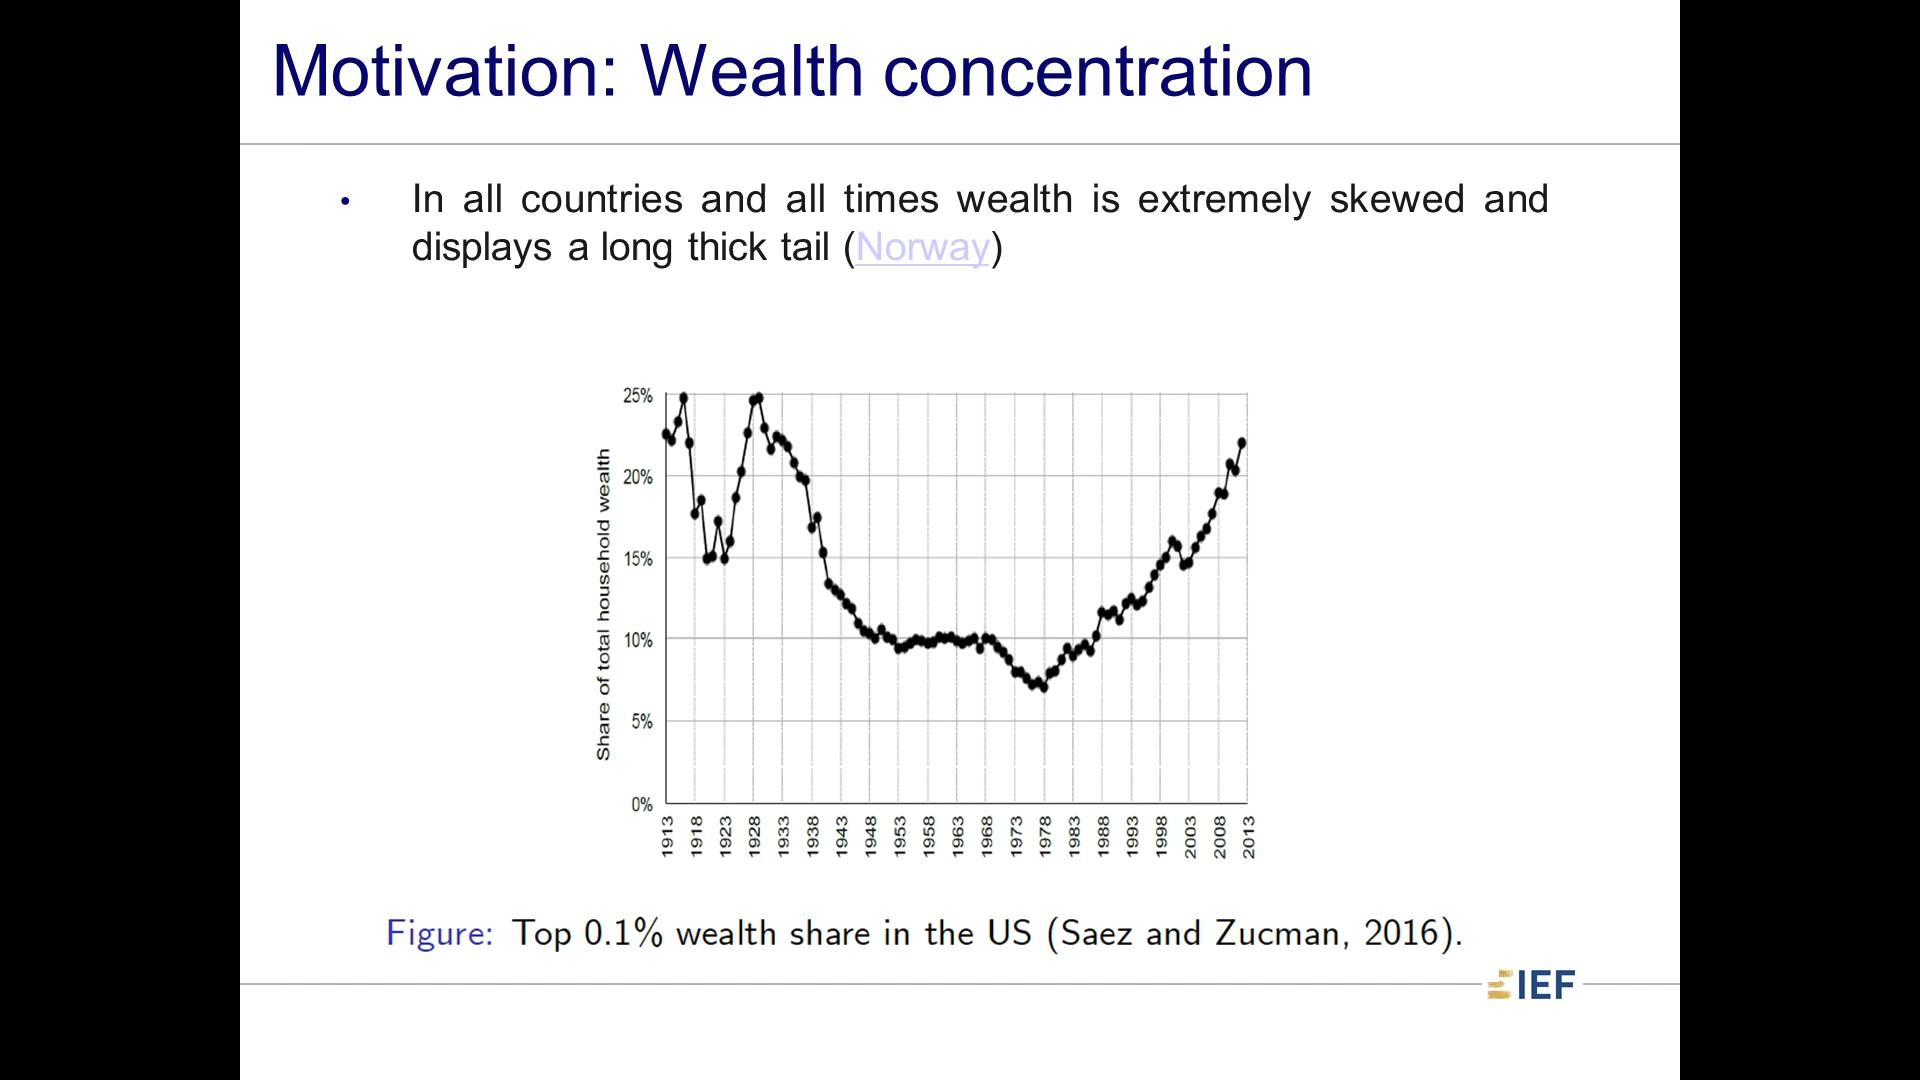 Motivation: Wealth concentration
• In all countries and all times wealth is extremely skewed and
displays a long thick tail (Norway)
Share of total household wealth
25%
20%
15%
10%
5%
0%
1913 1918 1923 1928 1933 1938 1943 1948 1953 1958 1963 1968 1973 1978 1983 1988 1993 1998 2003 2008 2013
Figure: Top 0.1% wealth share in the US (Saez and Zucman, 2016).
IEF